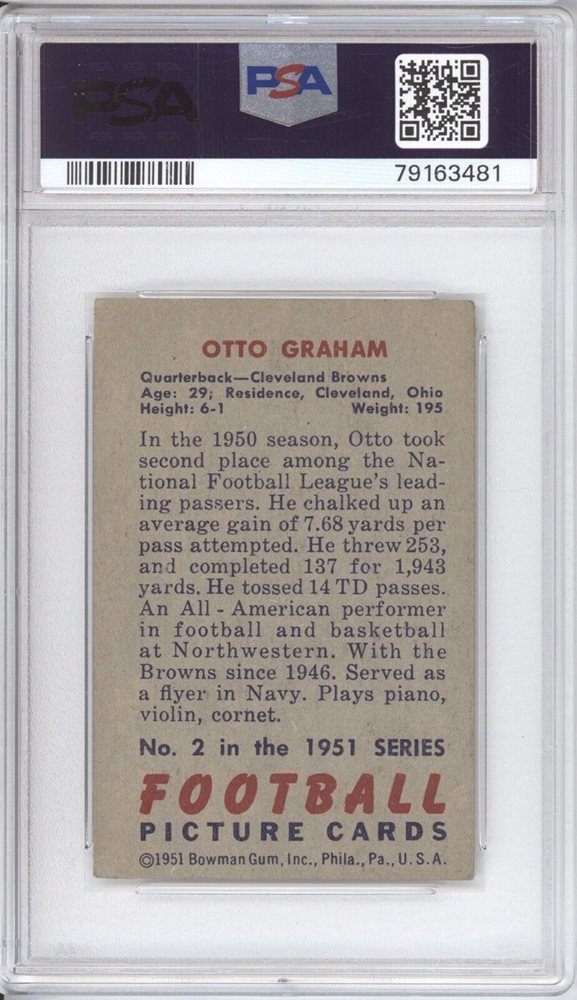 PSA
PSA
79163481
OTTO GRAHAM
Quarterback—Cleveland Browns
Age: 29; Residence, Cleveland, Ohio
Height: 6-1 Weight: 195
In the 1950 season, Otto took
second place among the Na-
tional Football League's lead-
ing passers. He chalked up an
average gain of 7.68 yards per
pass attempted. He threw 253,
and completed 137 for 1,943
yards. He tossed 14 TD passes.
An All - American performer
in football and basketball
at Northwestern. With the
Browns since 1946. Served as
a flyer in Navy. Plays piano,
violin, cornet.
No. 2 in the 1951 SERIES
FOOTBALL
PICTURE CARDS
©1951 Bowman Gum, Inc., Phila., Pa., U.S.A.